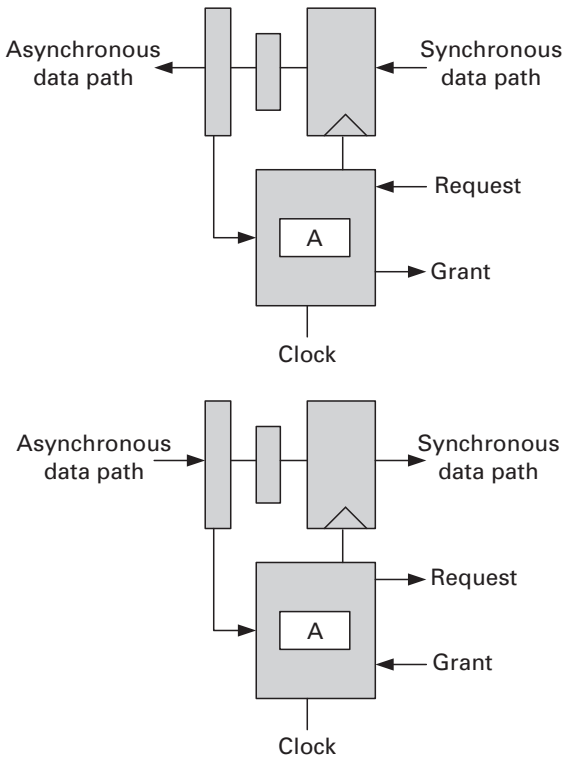 Asynchronous
data path
Synchronous
data path
Request
A
Grant
Clock
Asynchronous
data path
Synchronous
data path
Request
A
Grant
Clock